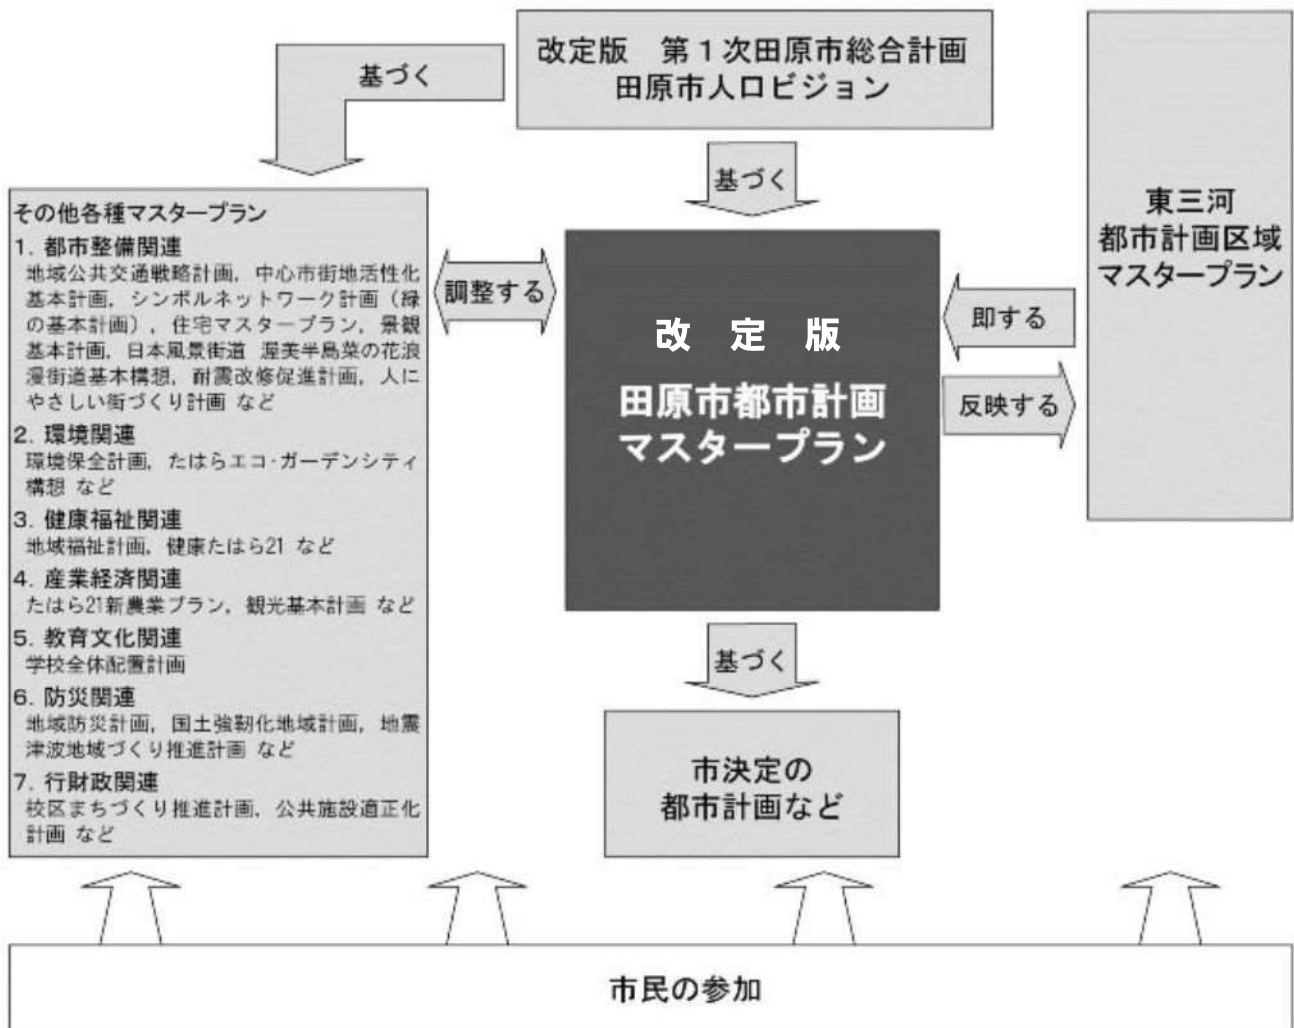 改定版　第１次田原市総合計画
田原市人口ビジョン
基づく
基づく
東三河
都市計画区域
マスタープラン
その他各種マスタープラン
1. 都市整備関連
地域公共交通戦略計画，中心市街地活性化
基本計画，シンボルネットワーク計画（緑
の基本計画），住宅マスタープラン，景観
基本計画，日本風景街道 渥美半島菜の花浪
漫街道基本構想，耐震改修促進計画，人に
やさしい街づくり計画 など
2. 環境関連
環境保全計画，たはらエコ・ガーデンシティ
構想 など
3. 健康福祉関連
地域福祉計画，健康たはら21 など
4. 産業経済関連
たはら21新農業プラン，観光基本計画 など
5. 教育文化関連
学校全体配置計画
6. 防災関連
地域防災計画，国土強靭化地域計画，地震
津波地域づくり推進計画 など
7. 行財政関連
校区まちづくり推進計画，公共施設適正化
計画 など
調整する
改　定　版
田原市都市計画
マスタープラン
即する
反映する
基づく
市決定の
都市計画など
市民の参加